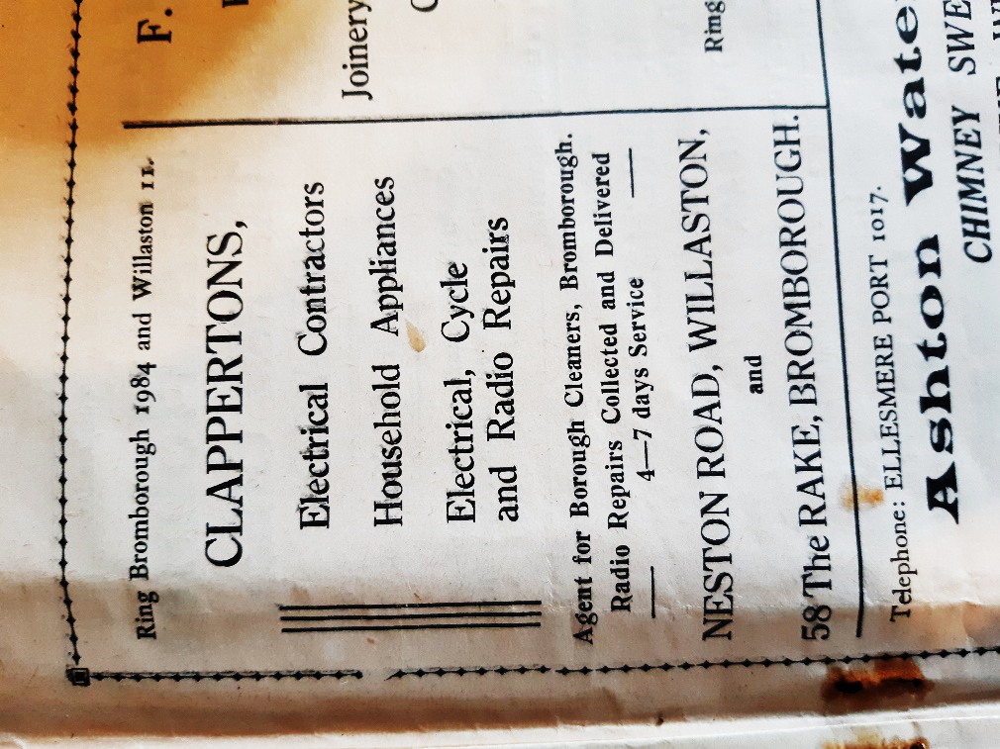 Ring Bromborough 1984 and Willaston 11.
CLAPPERTONS,
Electrical Contractors
Household Appliances
Electrical, Cycle
and Radio Repairs
Agent for Borough Cleaners, Bromborough.
Radio Repairs Collected and Delivered
4—7 days Service
NESTON ROAD, WILLASTON,
and
58 The RAKE, BROMBOROUGH.
F.
Joinery
Ring
Telephone: ELLESMERE PORT 1017.
Ashton
CHIMNEY